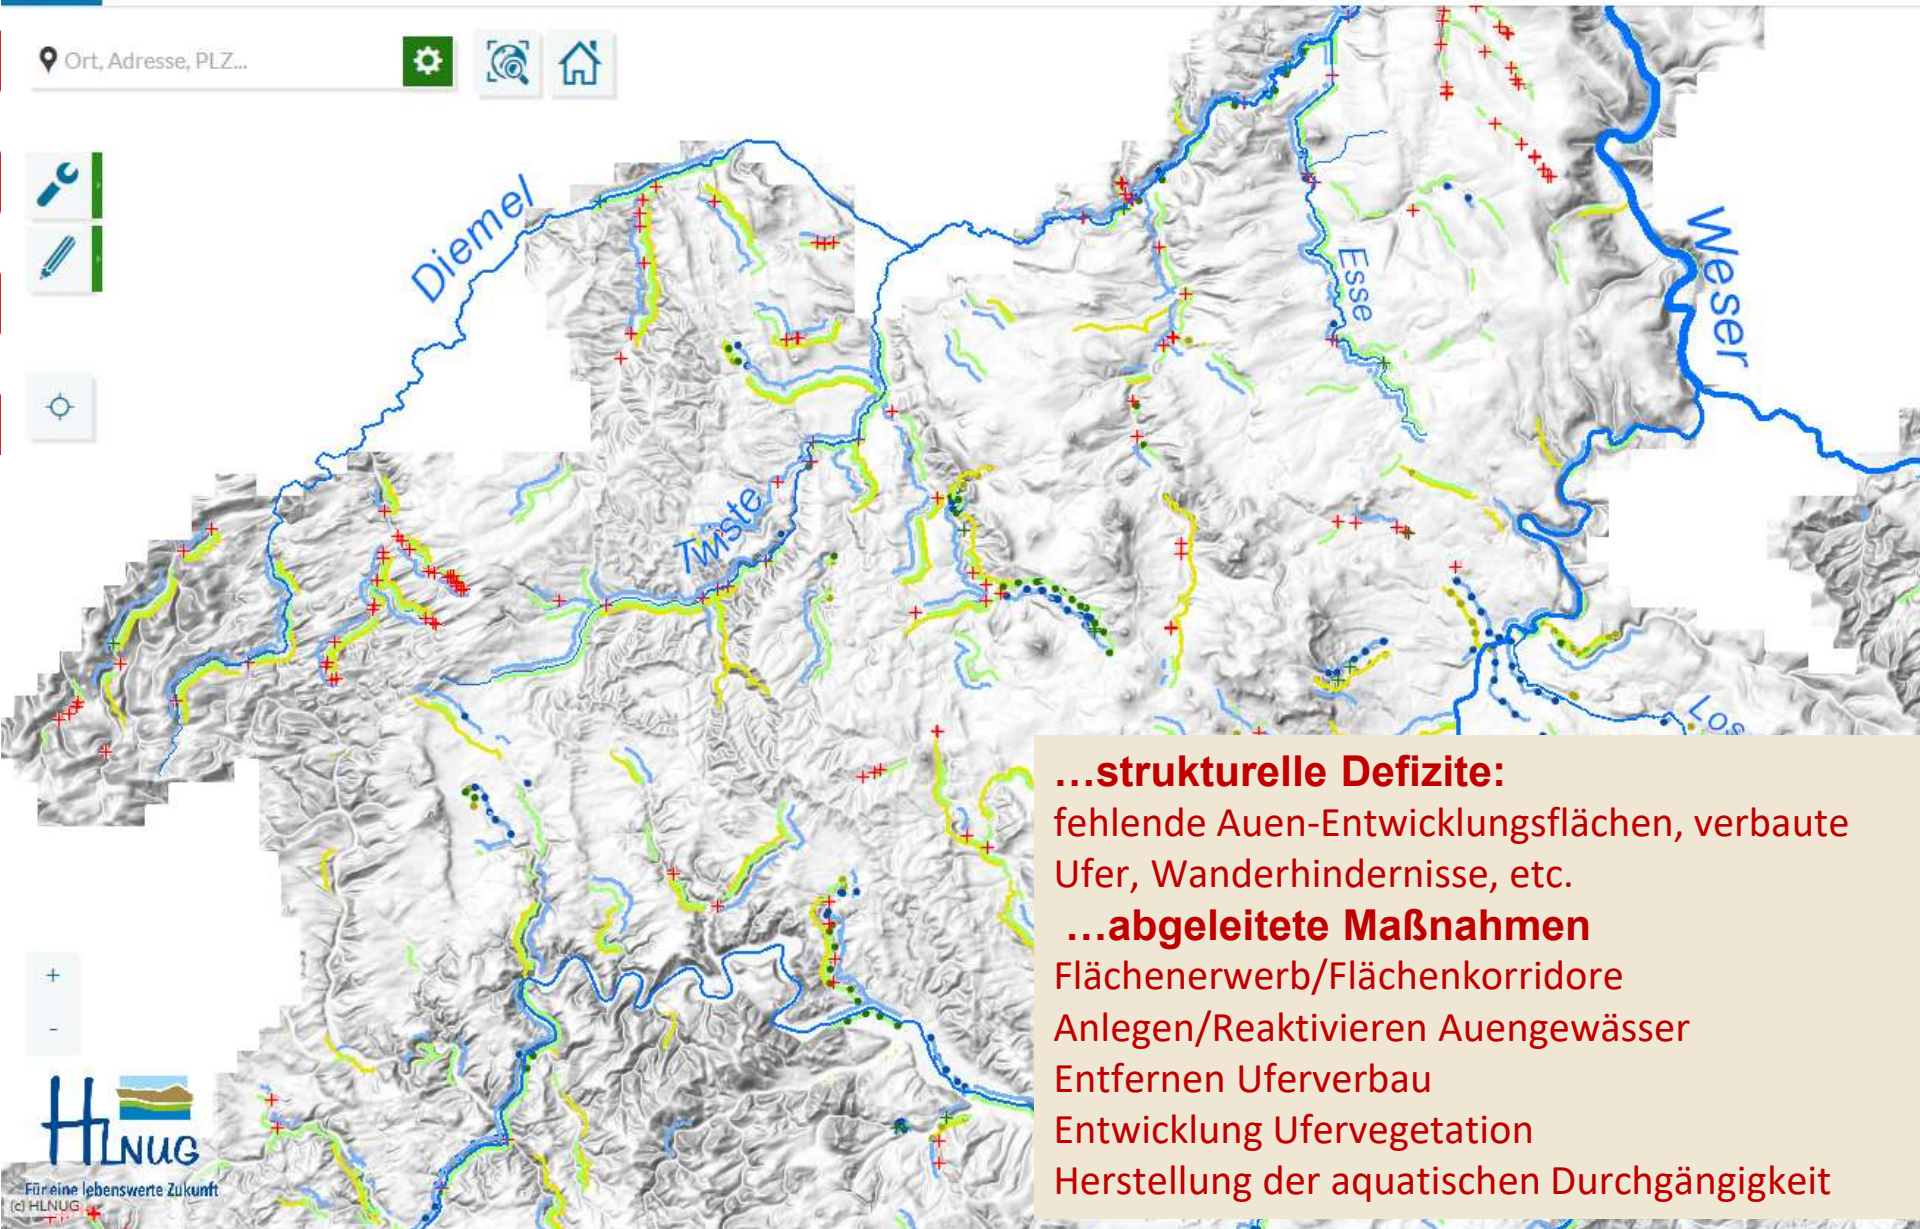 Ort, Adresse, PLZ...
Diemel
Weser
Esse
Twiste
Los
...strukturelle Defizite:
fehlende Auen-Entwicklungsflächen, verbaute
Ufer, Wanderhindernisse, etc.
...abgeleitete Maßnahmen
Flächenerwerb/Flächenkorridore
Anlegen/Reaktivieren Auengewässer
Entfernen Uferverbau
Entwicklung Ufervegetation
Herstellung der aquatischen Durchgängigkeit
+
-
HLNUG
Für eine lebenswerte Zukunft
(c) HLNUG